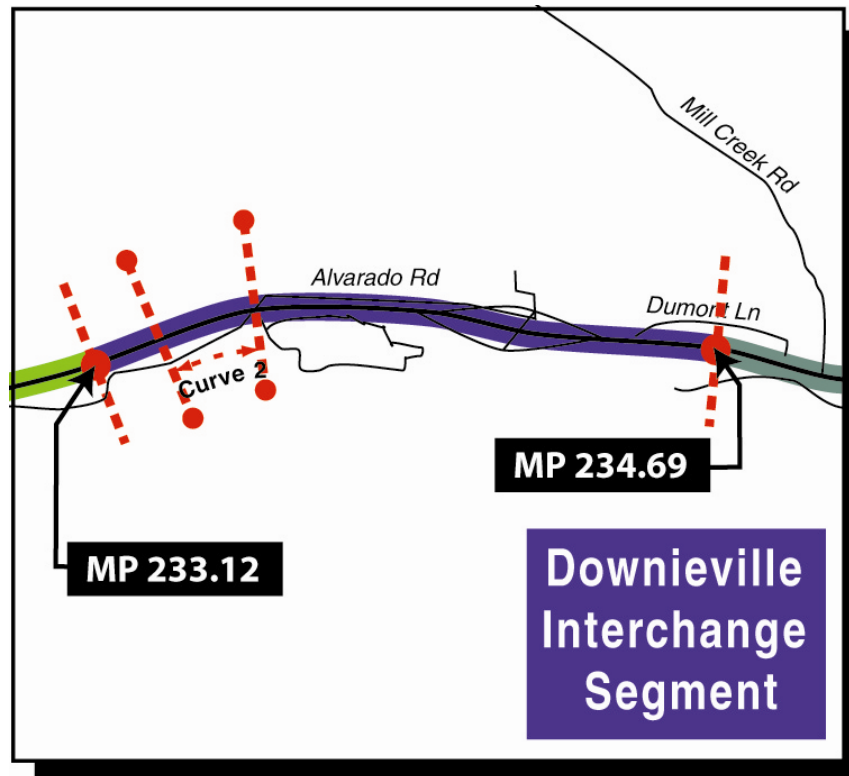 Mill Creek Rd
Alvarado Rd
Dumont Ln
Curve 2
MP 234.69
MP 233.12
Downieville
Interchange
Segment